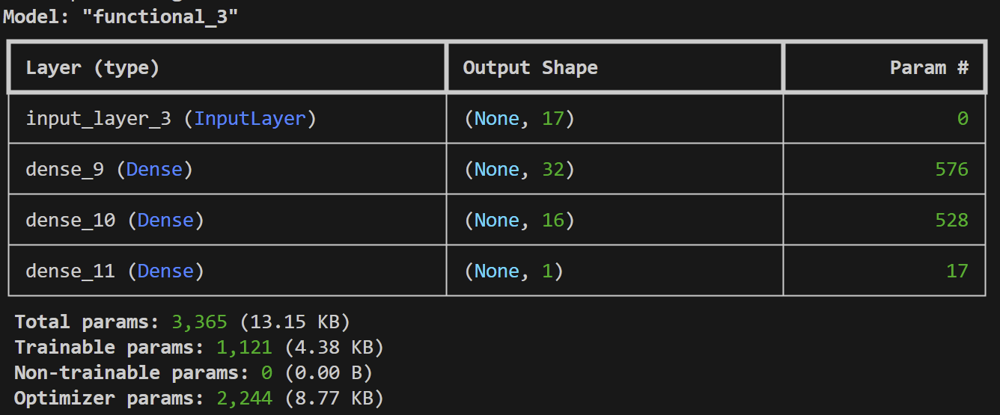 Model: "functional_3"
Layer (type) Output Shape Param #
input_layer_3 (InputLayer) (None, 17) 0
dense_9 (Dense) (None, 32) 576
dense_10 (Dense) (None, 16) 528
dense_11 (Dense) (None, 1) 17
Total params: 3,365 (13.15 KB)
Trainable params: 1,121 (4.38 KB)
Non-trainable params: 0 (0.00 B)
Optimizer params: 2,244 (8.77 KB)